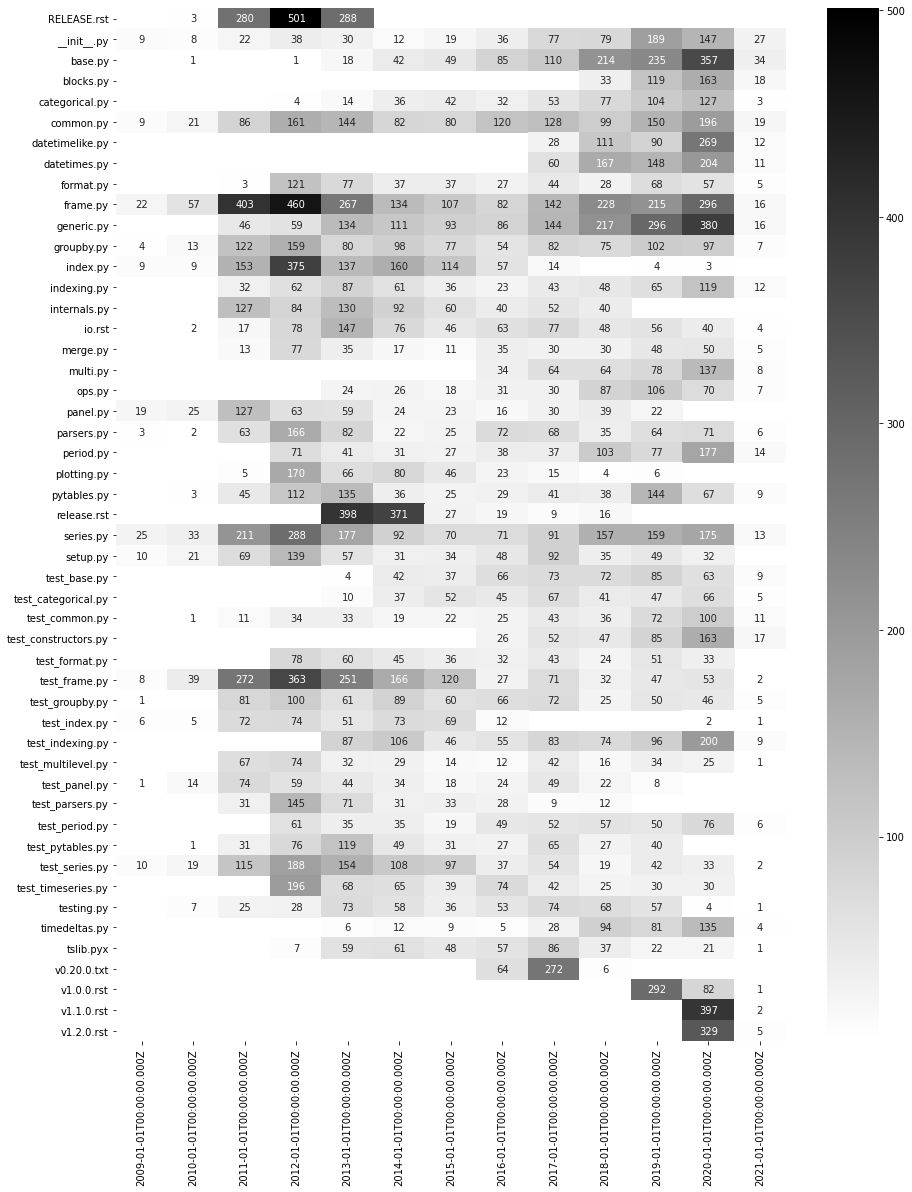 RELEASE.rst 3 280 501 288
__init__.py 9 8 22 38 30 12 19 36 77 79 189 147 27
base.py 1 1 18 42 49 85 110 214 235 357 34
blocks.py 33 119 163 18
categorical.py 4 14 36 42 32 53 77 104 127 3
common.py 9 21 86 161 144 82 80 120 128 99 150 196 19
datetimelike.py 28 111 90 269 12
datetimes.py 60 167 148 204 11
format.py 3 121 77 37 37 27 44 28 68 57 5
frame.py 22 57 403 460 267 134 107 82 142 228 215 296 16
generic.py 46 59 134 111 93 86 144 217 296 380 16
groupby.py 4 13 122 159 80 98 77 54 82 75 102 97 7
index.py 9 9 153 375 137 160 114 57 14 4 3
indexing.py 32 62 87 61 36 23 43 48 65 119 12
internals.py 127 84 130 92 60 40 52 40
io.rst 2 17 78 147 76 46 63 77 48 56 40 4
merge.py 13 77 35 17 11 35 30 30 48 50 5
multi.py 34 64 64 78 137 8
ops.py 24 26 18 31 30 87 106 70 7
panel.py 19 25 127 63 59 24 23 16 30 39 22
parsers.py 3 2 63 166 82 22 25 72 68 35 64 71 6
period.py 71 41 31 27 38 37 103 77 177 14
plotting.py 5 170 66 80 46 23 15 4 6
pytables.py 3 45 112 135 36 25 29 41 38 144 67 9
release.rst 398 371 27 19 9 16
series.py 25 33 211 288 177 92 70 71 91 157 159 175 13
setup.py 10 21 69 139 57 31 34 48 92 35 49 32
test_base.py 4 42 37 66 73 72 85 63 9
test_categorical.py 10 37 52 45 67 41 47 66 5
test_common.py 1 11 34 33 19 22 25 43 36 72 100 11
test_constructors.py 26 52 47 85 163 17
test_format.py 78 60 45 36 32 43 24 51 33
test_frame.py 8 39 272 363 251 166 120 27 71 32 47 53 2
test_groupby.py 1 81 100 61 89 60 66 72 25 50 46 5
test_index.py 6 5 72 74 51 73 69 12 2 1
test_indexing.py 87 106 46 55 83 74 96 200 9
test_multilevel.py 67 74 32 29 14 12 42 16 34 25 1
test_panel.py 1 14 74 59 44 34 18 24 49 22 8
test_parsers.py 31 145 71 31 33 28 9 12
test_period.py 61 35 35 19 49 52 57 50 76 6
test_pytables.py 1 31 76 119 49 31 27 65 27 40
test_series.py 10 19 115 188 154 108 97 37 54 19 42 33 2
test_timeseries.py 196 68 65 39 74 42 25 30 30
testing.py 7 25 28 73 58 36 53 74 68 57 4 1
timedeltas.py 6 12 9 5 28 94 81 135 4
tslib.pyx 7 59 61 48 57 86 37 22 21 1
v0.20.0.txt 64 272 6
v1.0.0.rst 292 82 1
v1.1.0.rst 397 2
v1.2.0.rst 329 5
2009-01-01T00:00:00.000Z
2010-01-01T00:00:00.000Z
2011-01-01T00:00:00.000Z
2012-01-01T00:00:00.000Z
2013-01-01T00:00:00.000Z
2014-01-01T00:00:00.000Z
2015-01-01T00:00:00.000Z
2016-01-01T00:00:00.000Z
2017-01-01T00:00:00.000Z
2018-01-01T00:00:00.000Z
2019-01-01T00:00:00.000Z
2020-01-01T00:00:00.000Z
2021-01-01T00:00:00.000Z
500
400
300
200
100